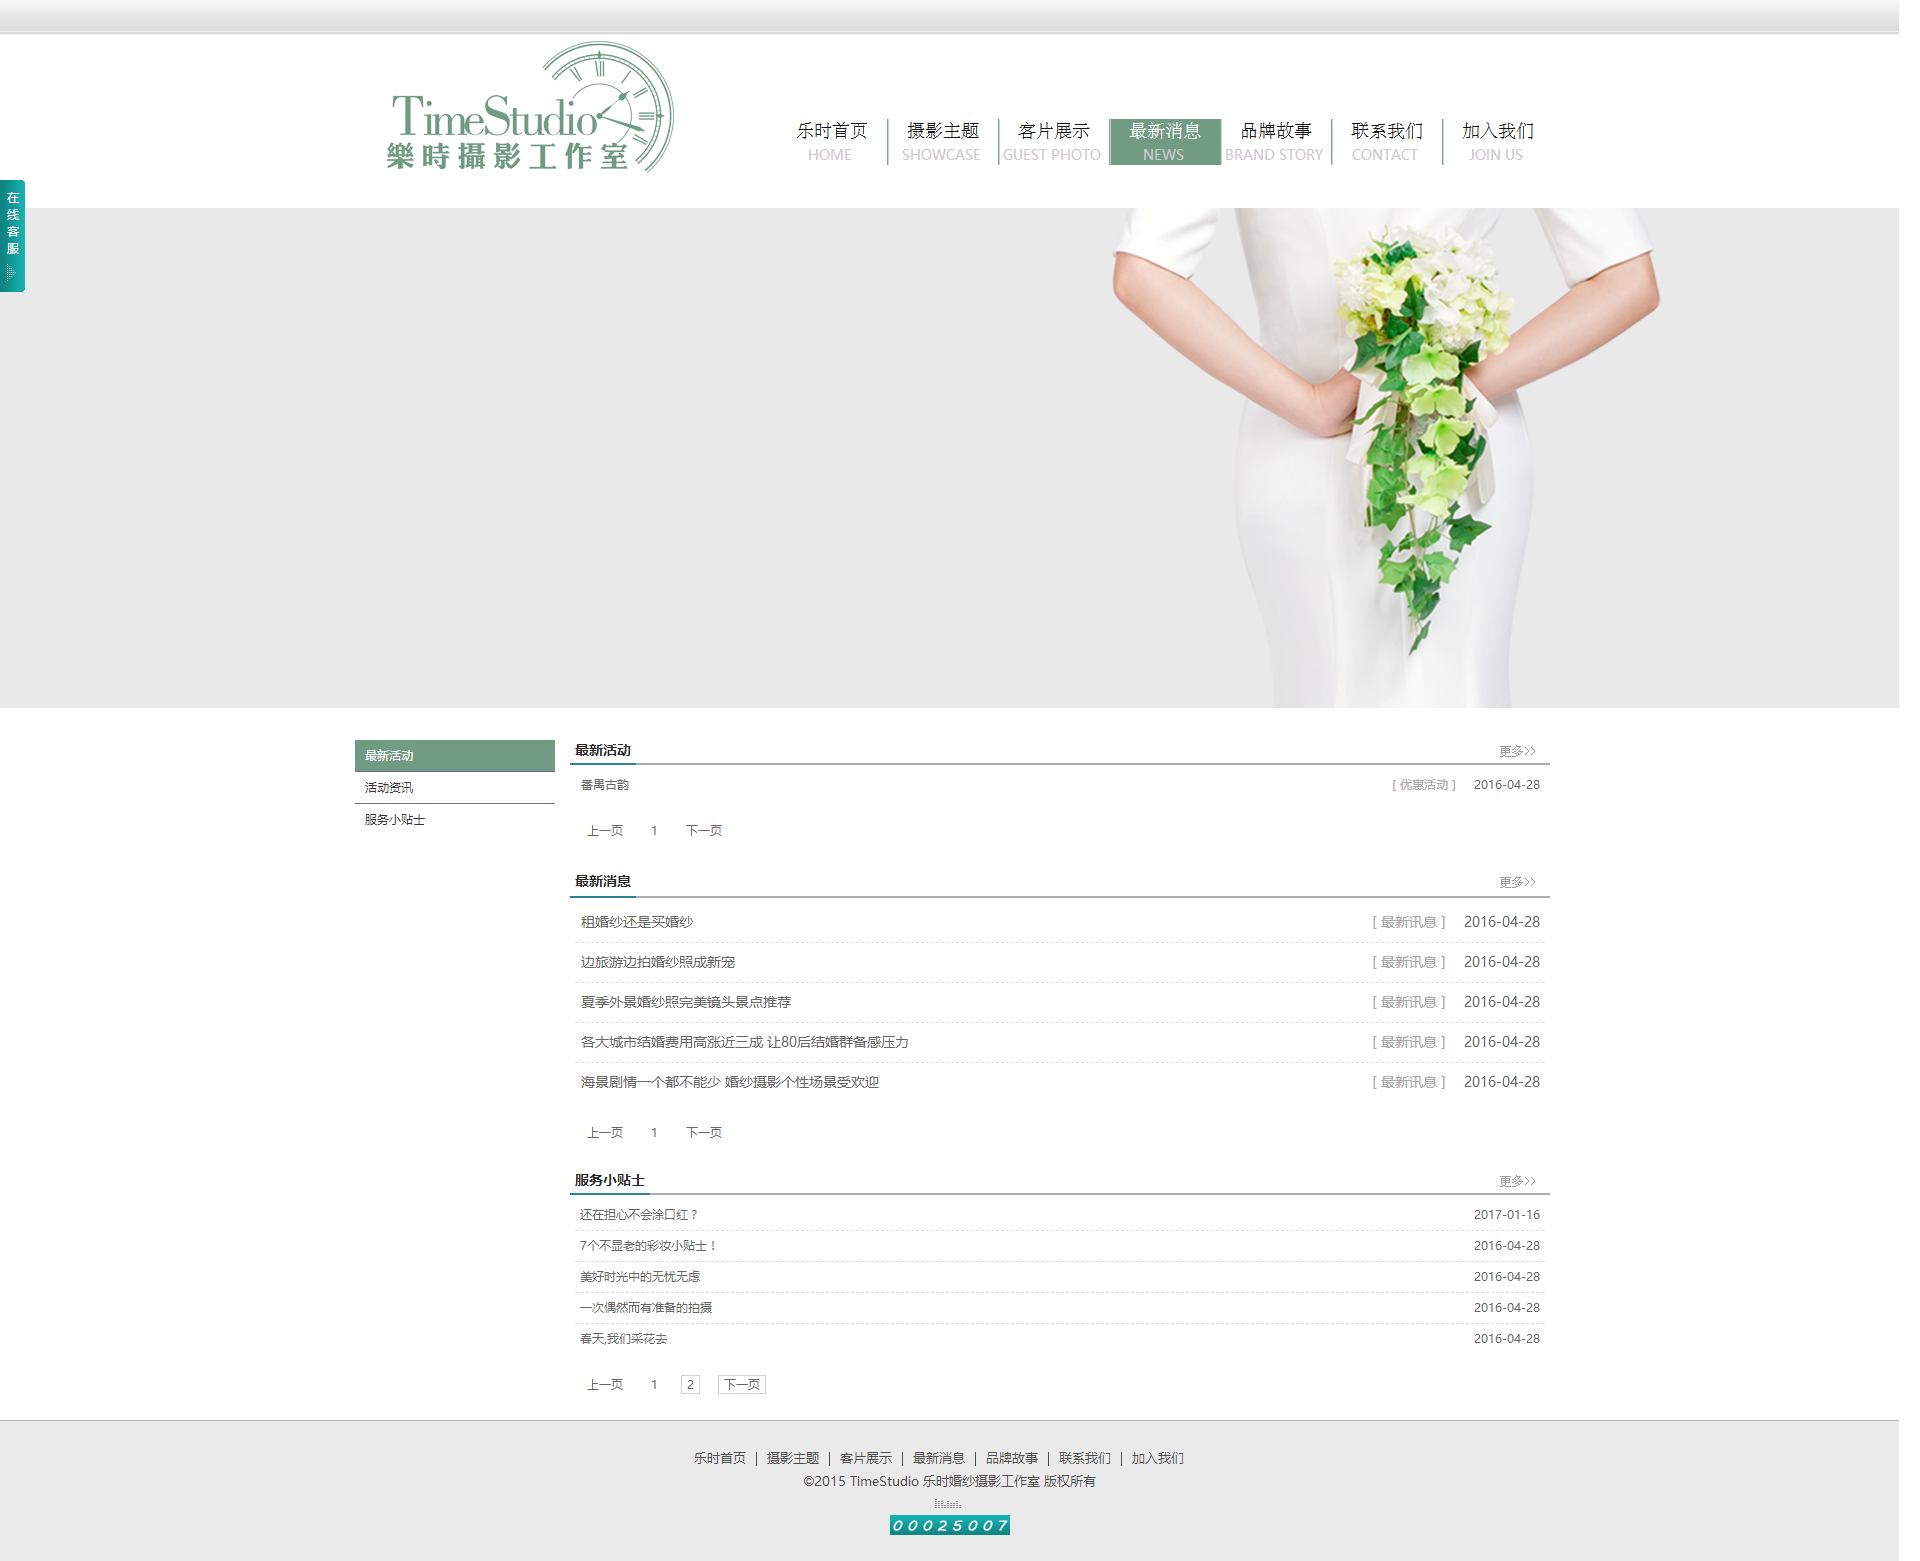 TimeStudio
樂時攝影工作室
乐时首页 摄影主题 客片展示 最新消息 品牌故事 联系我们 加入我们
HOME SHOWCASE GUEST PHOTO NEWS BRAND STORY CONTACT JOIN US
在线客服
最新活动
活动资讯
服务小贴士
最新活动 更多>>
番禺古韵 [ 优惠活动 ] 2016-04-28
上一页 1 下一页
最新消息 更多>>
租婚纱还是买婚纱 [ 最新讯息 ] 2016-04-28
边旅游边拍婚纱照成新宠 [ 最新讯息 ] 2016-04-28
夏季外景婚纱照完美镜头景点推荐 [ 最新讯息 ] 2016-04-28
各大城市结婚费用高涨近三成 让80后结婚群备感压力 [ 最新讯息 ] 2016-04-28
海景剧情一个都不能少 婚纱摄影个性场景受欢迎 [ 最新讯息 ] 2016-04-28
上一页 1 下一页
服务小贴士 更多>>
还在担心不会涂口红？ 2017-01-16
7个不显老的彩妆小贴士！ 2016-04-28
美好时光中的无忧无虑 2016-04-28
一次偶然而有准备的拍摄 2016-04-28
春天,我们采花去 2016-04-28
上一页 1 2 下一页
乐时首页 | 摄影主题 | 客片展示 | 最新消息 | 品牌故事 | 联系我们 | 加入我们
©2015 TimeStudio 乐时婚纱摄影工作室 版权所有
00025007